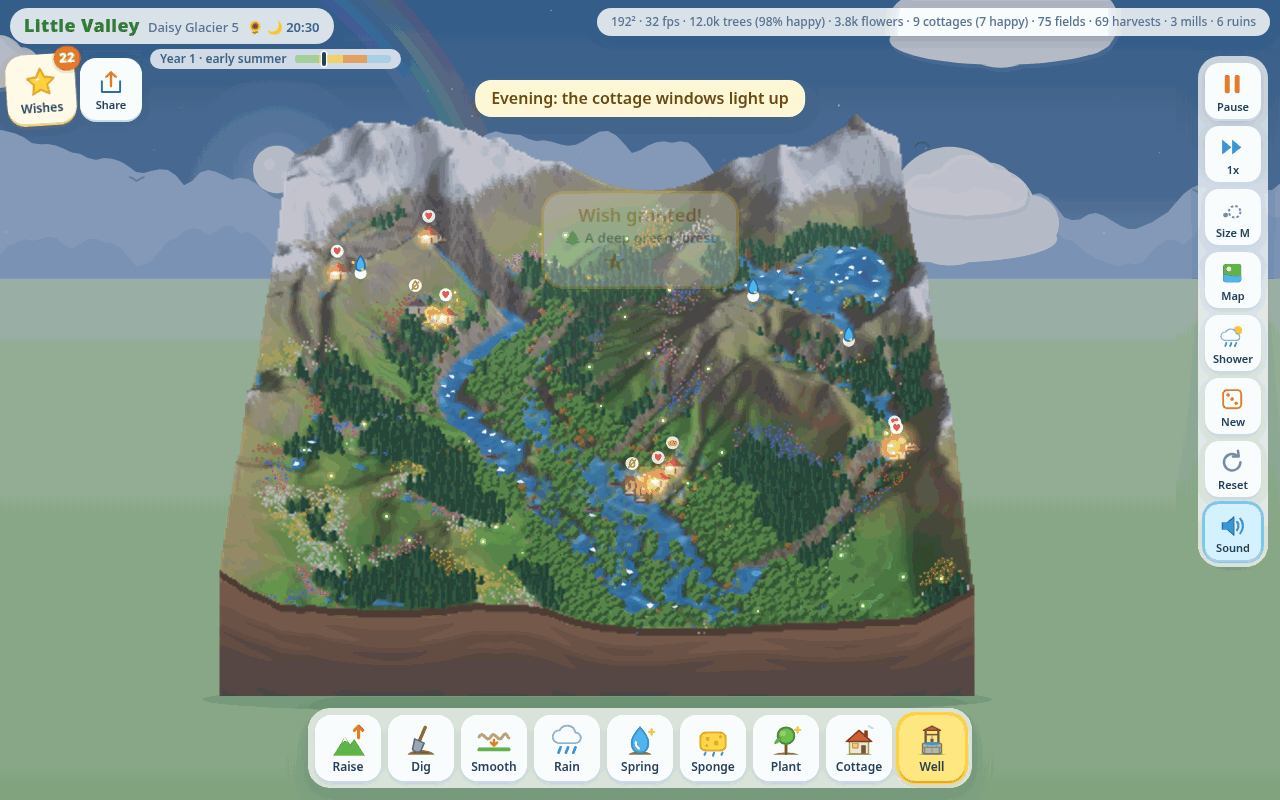 Little Valley Daisy Glacier 5 20:30
192² · 32 fps · 12.0k trees (98% happy) · 3.8k flowers · 9 cottages (7 happy) · 75 fields · 69 harvests · 3 mills · 6 ruins
22
Wishes
Share
Year 1 · early summer
Evening: the cottage windows light up
Wish granted!
A deep green forest
Pause
1x
Size M
Map
Shower
New
Reset
Sound
Raise
Dig
Smooth
Rain
Spring
Sponge
Plant
Cottage
Well